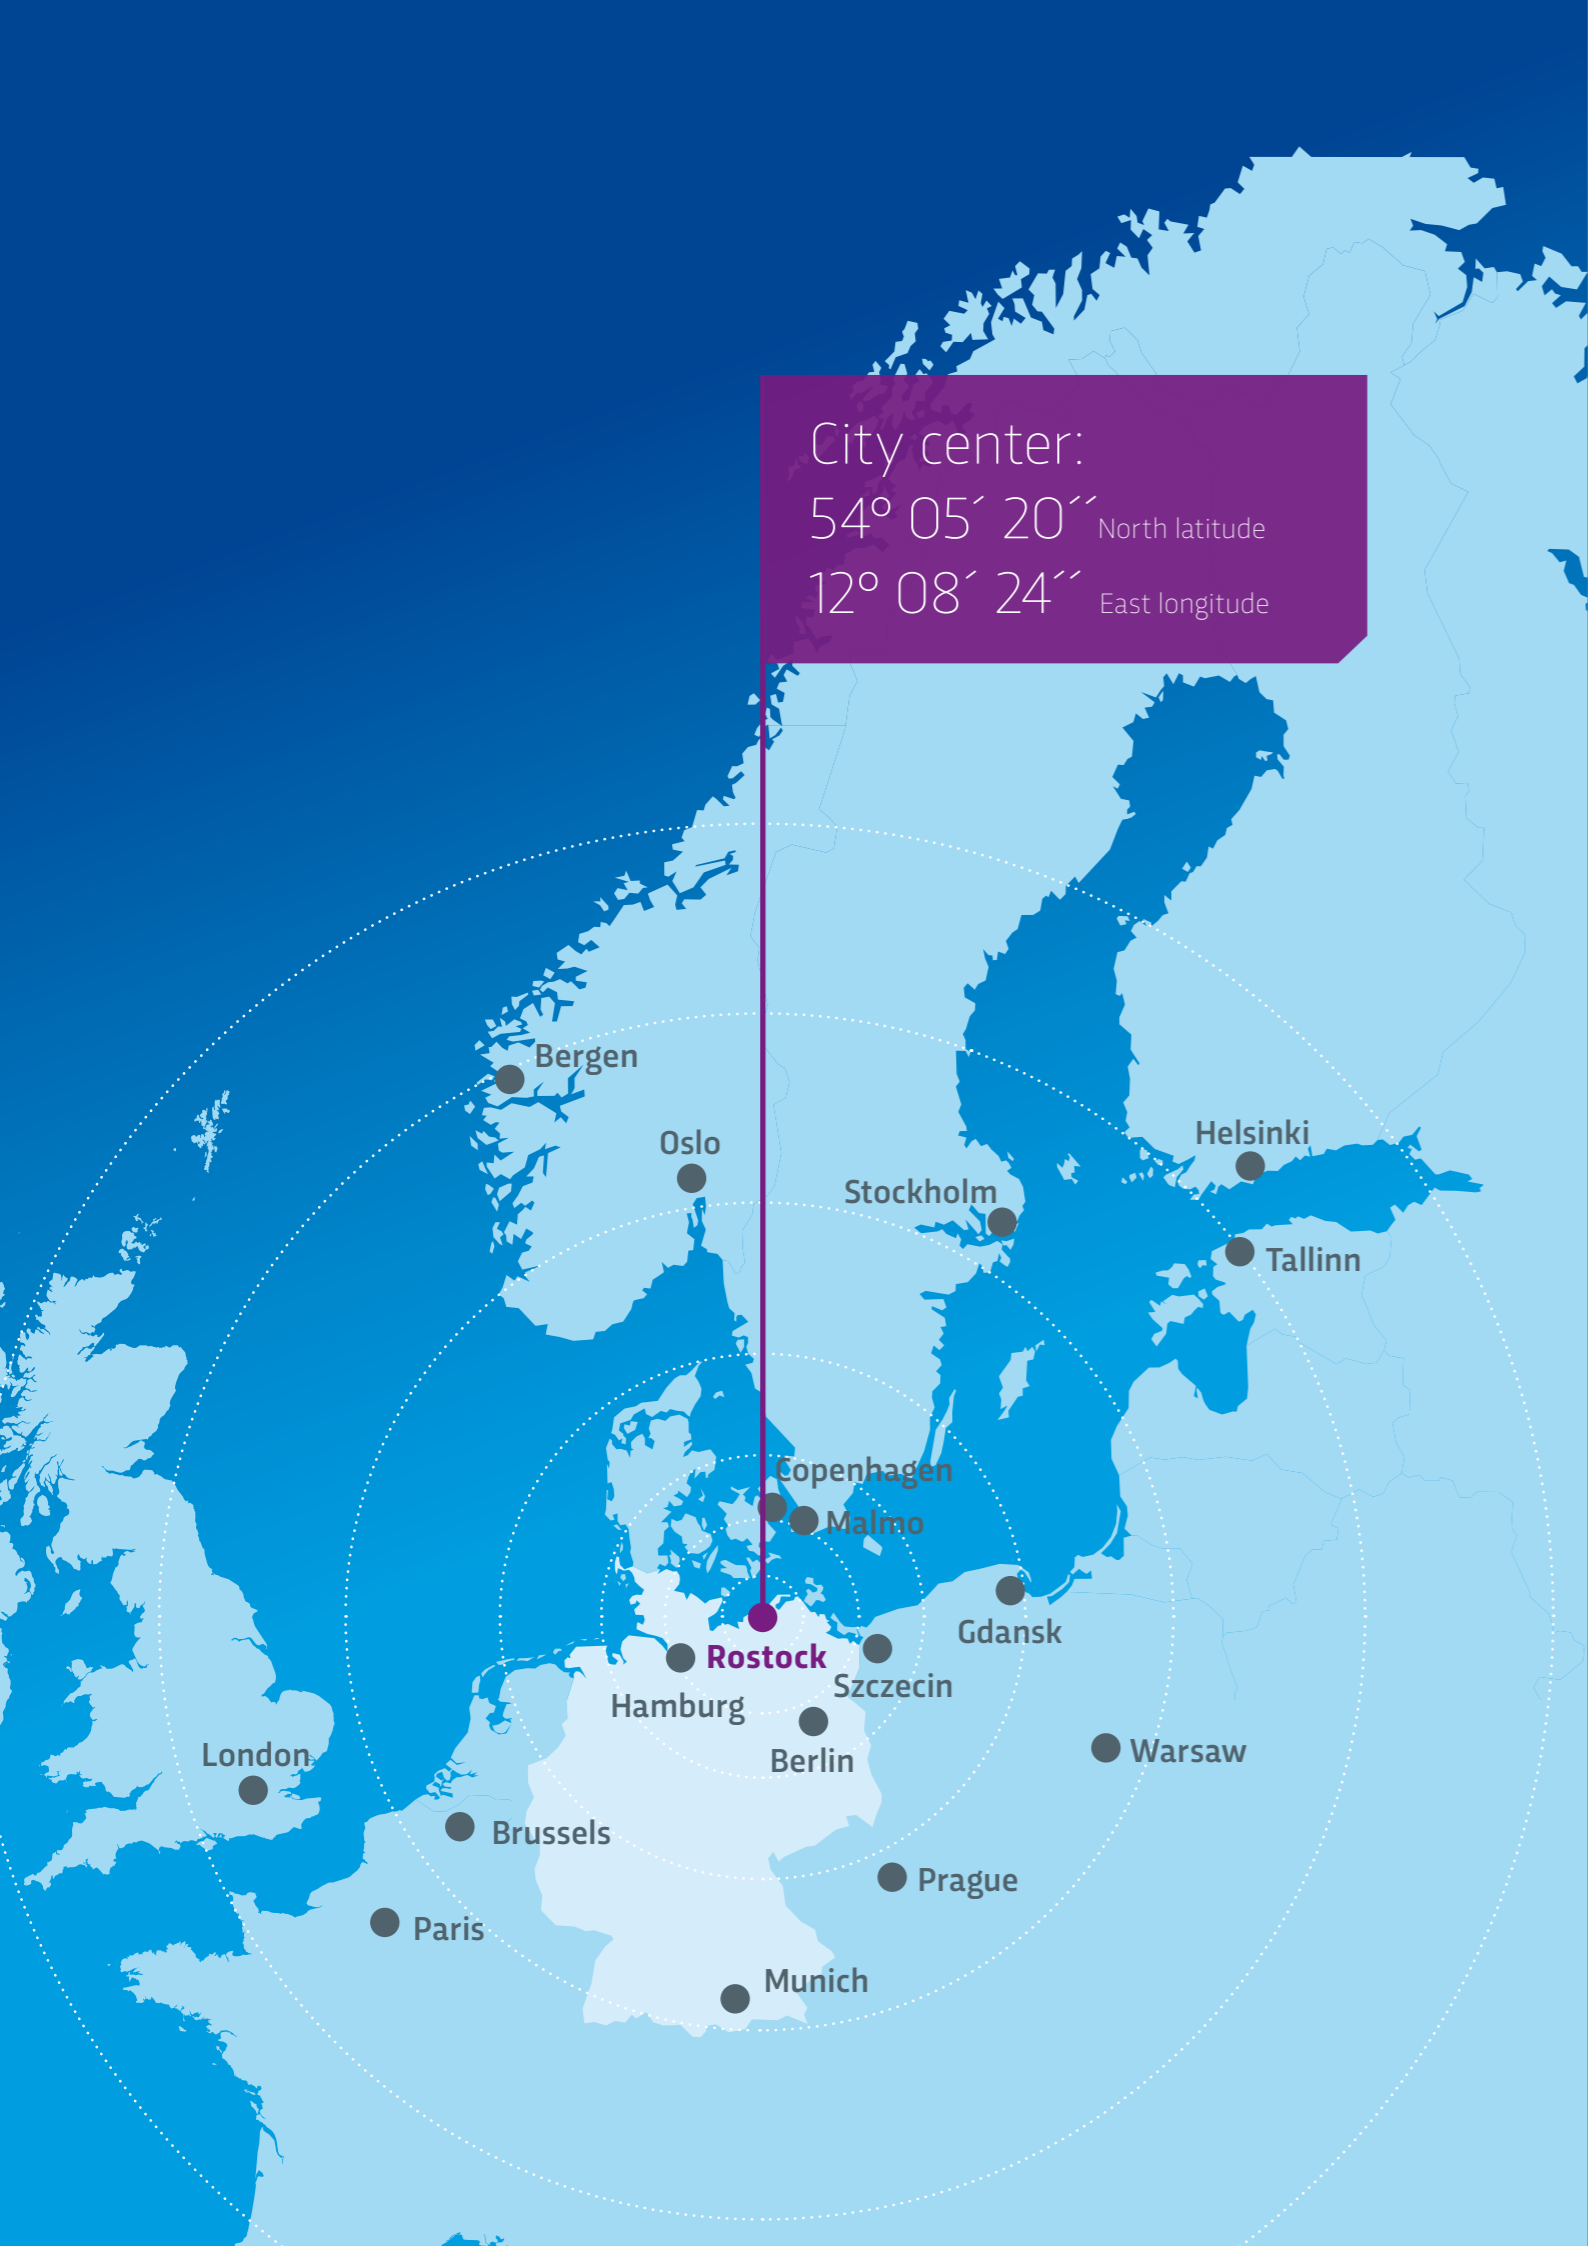 City center:
54° 05´ 20´´ North latitude
12° 08´ 24´´ East longitude
Bergen
Oslo
Helsinki
Stockholm
Tallinn
Copenhagen
Malmo
Gdansk
Rostock
Szczecin
Hamburg
Berlin
Warsaw
London
Brussels
Prague
Paris
Munich